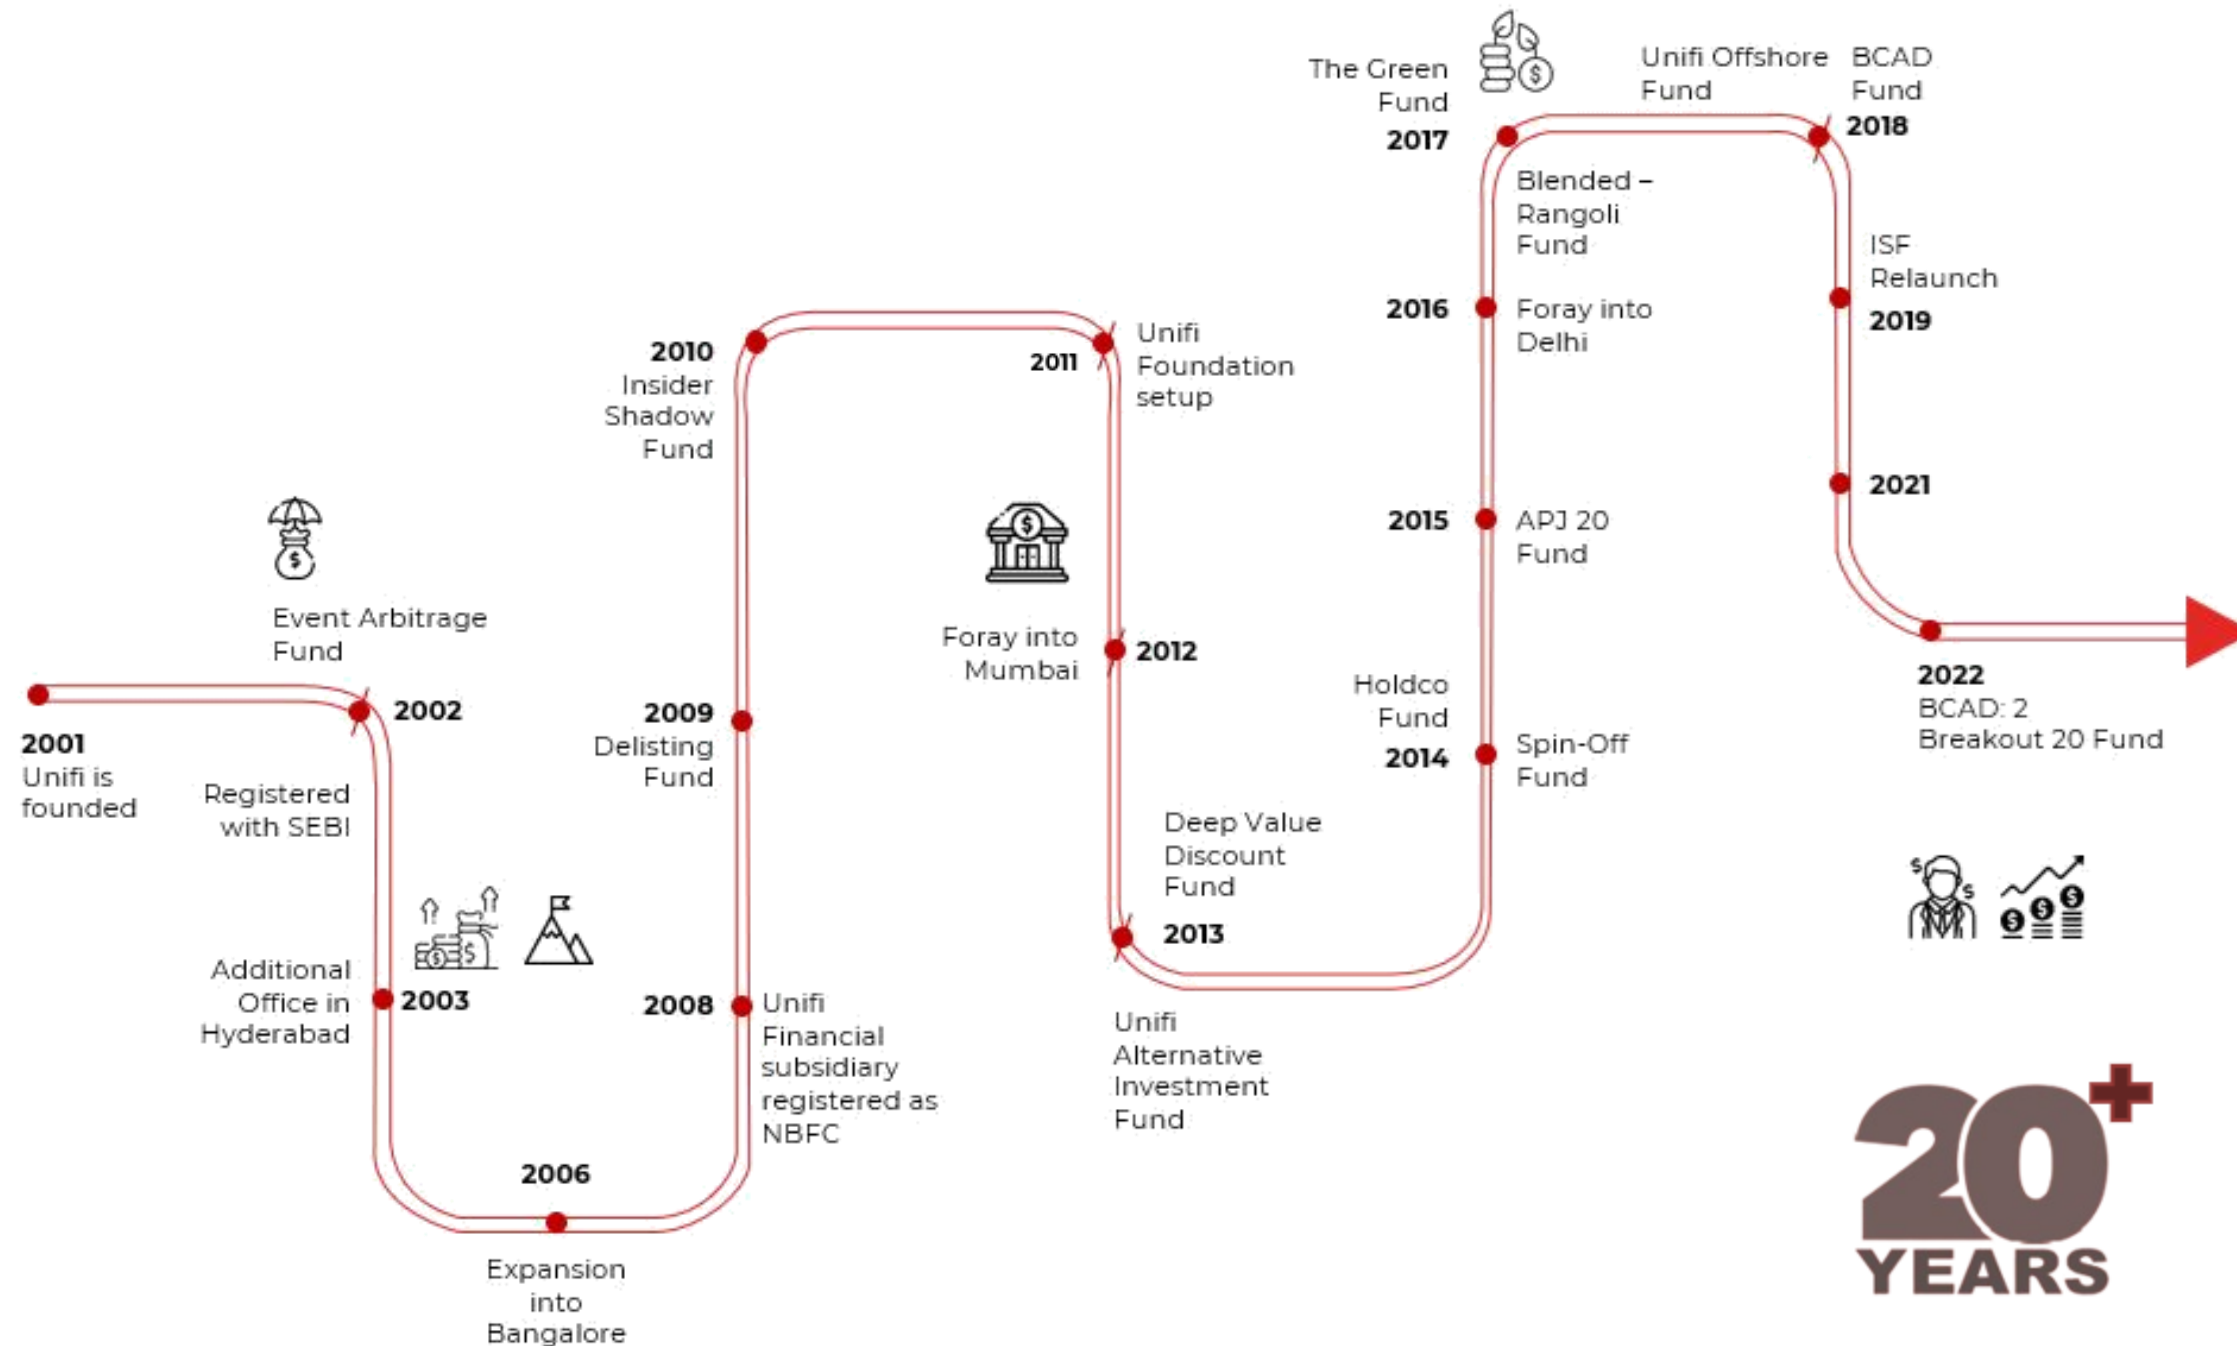 2001
Unifi is
founded
Event Arbitrage
Fund
2002
Registered
with SEBI
Additional
Office in
Hyderabad
2003
2006
Expansion
into
Bangalore
2008
Unifi
Financial
subsidiary
registered as
NBFC
2009
Delisting
Fund
2010
Insider
Shadow
Fund
2011
Unifi
Foundation
setup
Foray into
Mumbai
2012
Deep Value
Discount
Fund
2013
Unifi
Alternative
Investment
Fund
Holdco
Fund
2014
Spin-Off
Fund
2015
APJ 20
Fund
2016
Foray into
Delhi
The Green
Fund
2017
Blended –
Rangoli
Fund
Unifi Offshore
Fund
BCAD
Fund
2018
ISF
Relaunch
2019
2021
2022
BCAD: 2
Breakout 20 Fund
20+
YEARS